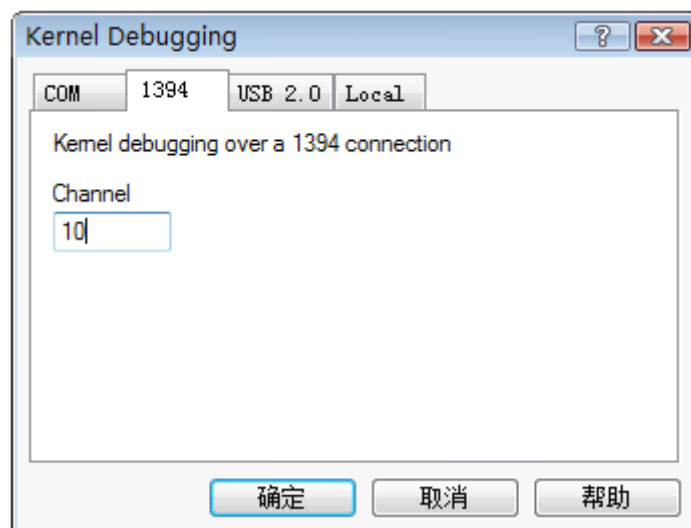 Kernel Debugging
COM 1394 USB 2.0 Local
Kernel debugging over a 1394 connection
Channel
10
确定 取消 帮助